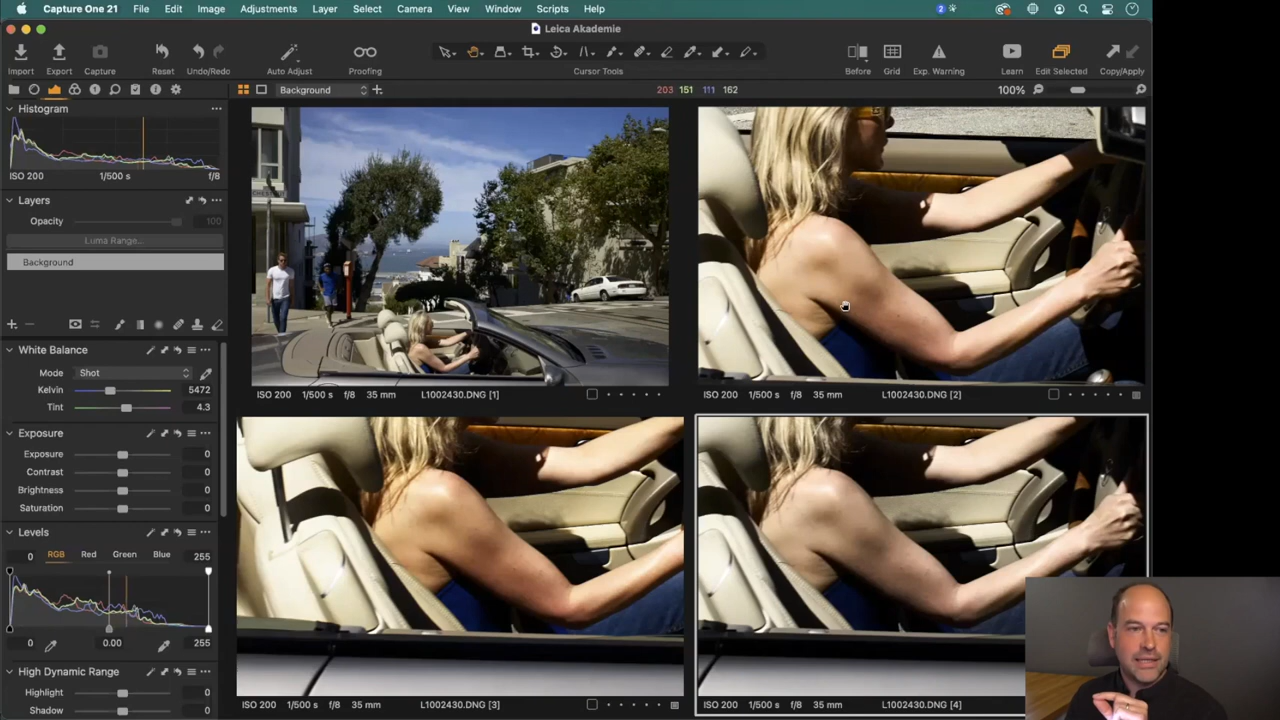 Capture One 21 File Edit Image Adjustments Layer Select Camera View Window Scripts Help 2
Leica Akademie
Import Export Capture Reset Undo/Redo Auto Adjust Proofing Cursor Tools Before Grid Exp. Warning Learn Edit Selected Copy/Apply
Background 203 151 111 162 100%
Histogram
ISO 200 1/500 s f/8
Layers
Opacity 100
Luma Range...
Background
White Balance
Mode Shot
Kelvin 5472
Tint 4.3
Exposure
Exposure 0
Contrast 0
Brightness 0
Saturation 0
Levels
0 RGB Red Green Blue 255
0 0.00 255
High Dynamic Range
Highlight 0
Shadow 0
ISO 200 1/500 s f/8 35 mm L1002430.DNG [1]
ISO 200 1/500 s f/8 35 mm L1002430.DNG [2]
ISO 200 1/500 s f/8 35 mm L1002430.DNG [3]
ISO 200 1/500 s f/8 35 mm L1002430.DNG [4]